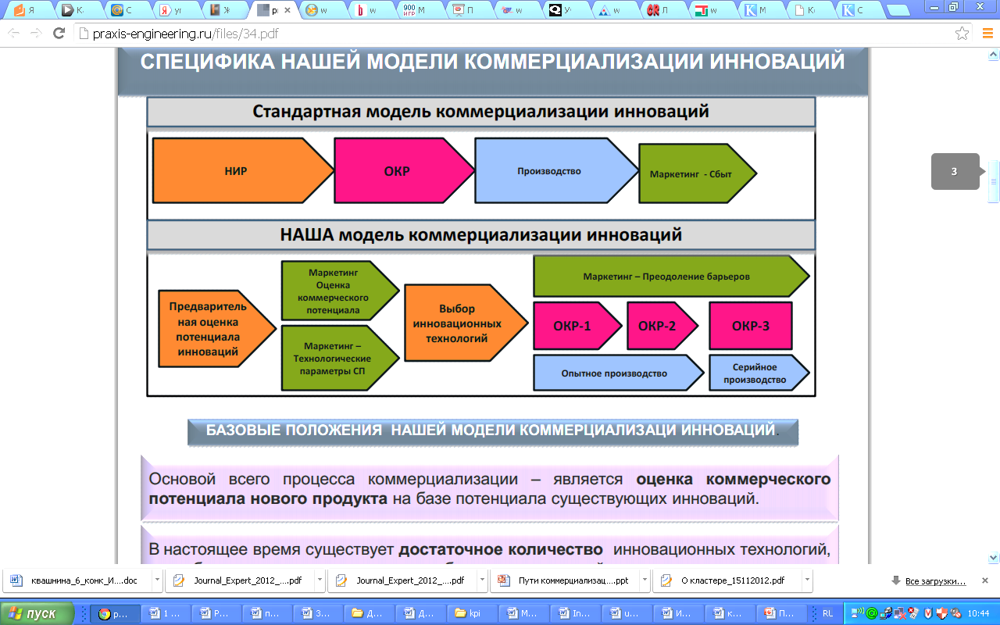 Я
К
С
Я) уг
Ж
p
w
w
900 ИГР М
П
w
У
w
GR Л
w
К М
К
К С
praxis-engineering.ru/files/34.pdf
СПЕЦИФИКА НАШЕЙ МОДЕЛИ КОММЕРЦИАЛИЗАЦИИ ИННОВАЦИЙ
Стандартная модель коммерциализации инноваций
НИР
ОКР
Производство
Маркетинг - Сбыт
3
НАША модель коммерциализации инноваций
Предваритель
ная оценка
потенциала
инноваций
Маркетинг
Оценка
коммерческого
потенциала
Маркетинг –
Технологические
параметры СП
Выбор
инновационных
технологий
Маркетинг – Преодоление барьеров
ОКР-1
ОКР-2
ОКР-3
Опытное производство
Серийное
производство
БАЗОВЫЕ ПОЛОЖЕНИЯ НАШЕЙ МОДЕЛИ КОММЕРЦИАЛИЗАЦИ ИННОВАЦИЙ.
Основой всего процесса коммерциализации – является оценка коммерческого
потенциала нового продукта на базе потенциала существующих инноваций.
В настоящее время существует достаточное количество инновационных технологий,
квашнина_6_конк_И....doc
Journal_Expert_2012_....pdf
Journal_Expert_2012_....pdf
Пути коммерциализац....ppt
О кластере_15112012.pdf
Все загрузки...
пуск
p...
1 ...
Р...
п...
З...
Д...
Д...
kpi
М...
In...
u...
И...
к...
П...
RL
10:44